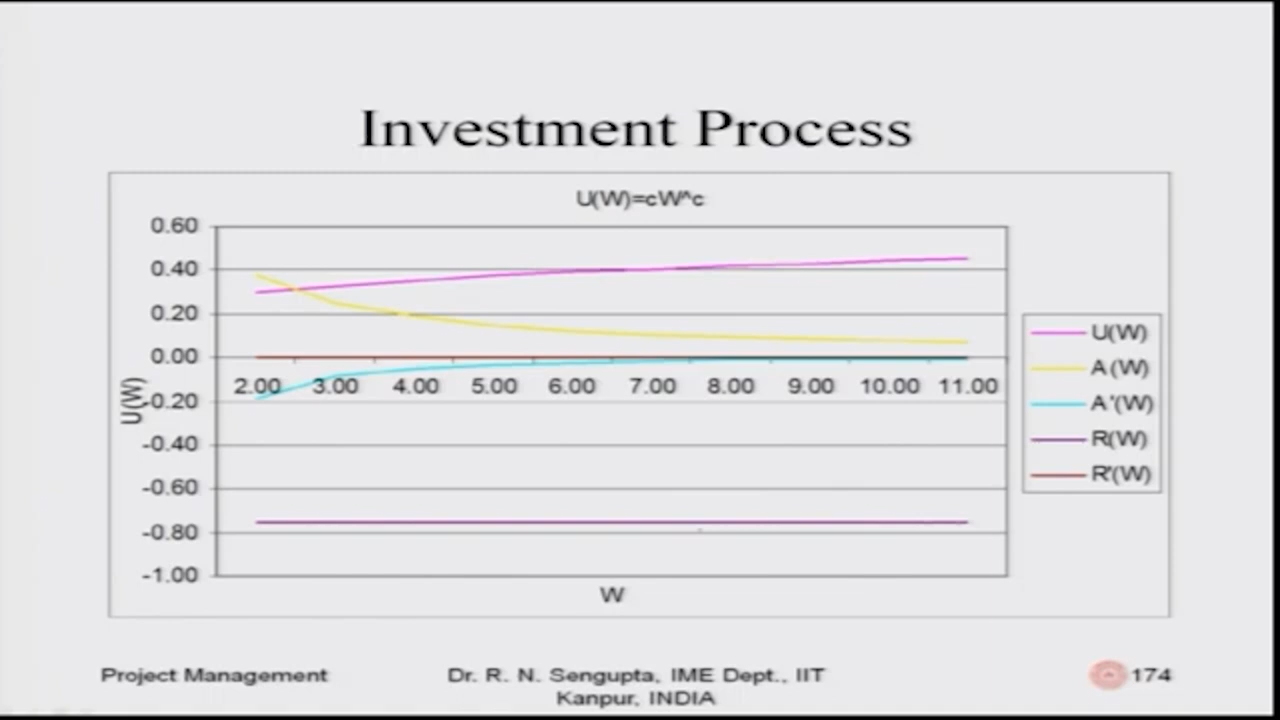 Investment Process
U(W)=cW^c
0.60
0.40
0.20
0.00
-0.20
-0.40
-0.60
-0.80
-1.00
U(W)
2.00 3.00 4.00 5.00 6.00 7.00 8.00 9.00 10.00 11.00
W
U(W)
A(W)
A'(W)
R(W)
R'(W)
Project Management
Dr. R. N. Sengupta, IME Dept., IIT
Kanpur, INDIA
174